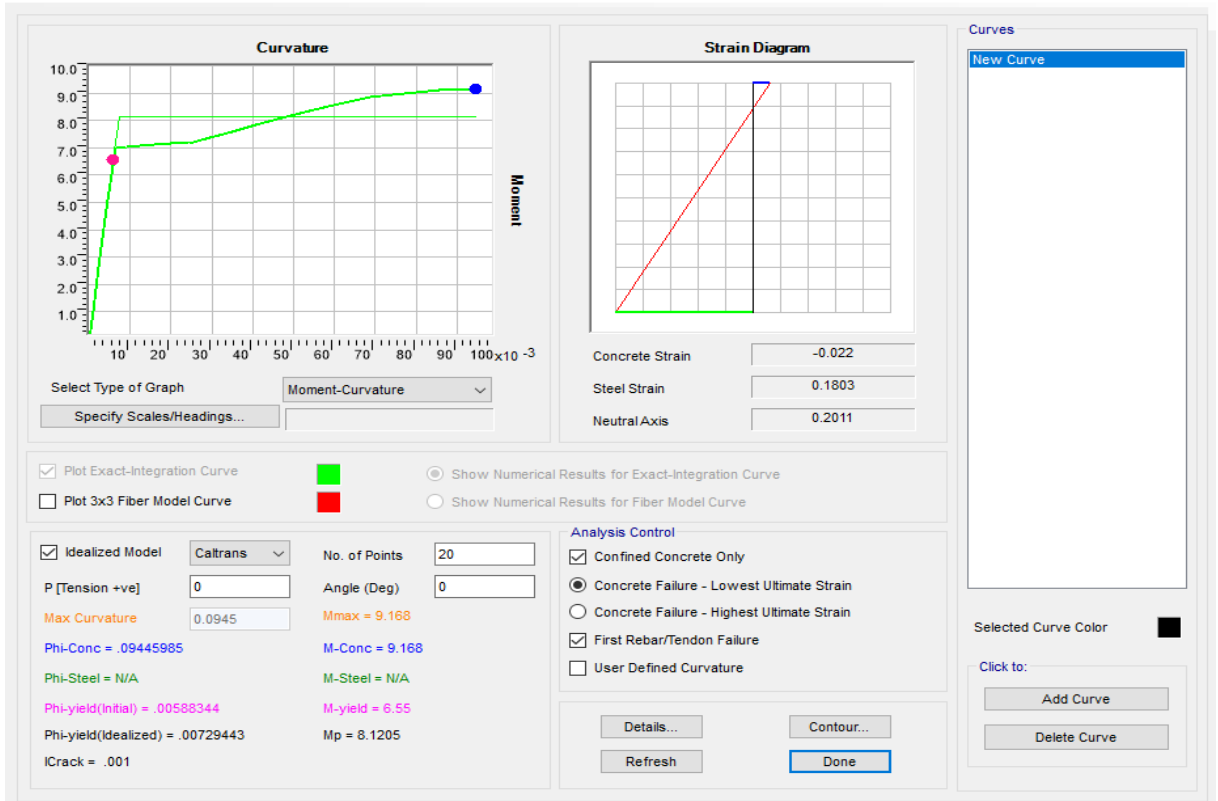 Curvature
10.0
9.0
8.0
7.0
6.0
5.0
4.0
3.0
2.0
1.0
10 20 30 40 50 60 70 80 90 100 x10 -3
Moment
Select Type of Graph Moment-Curvature
Specify Scales/Headings...
Strain Diagram
Concrete Strain -0.022
Steel Strain 0.1803
Neutral Axis 0.2011
Curves
New Curve
Plot Exact-Integration Curve
Plot 3x3 Fiber Model Curve
Show Numerical Results for Exact-Integration Curve
Show Numerical Results for Fiber Model Curve
Idealized Model Caltrans No. of Points 20
P [Tension +ve] 0 Angle (Deg) 0
Max Curvature 0.0945 Mmax = 9.168
Phi-Conc = .09445985 M-Conc = 9.168
Phi-Steel = N/A M-Steel = N/A
Phi-yield(Initial) = .00588344 M-yield = 6.55
Phi-yield(Idealized) = .00729443 Mp = 8.1205
ICrack = .001
Analysis Control
Confined Concrete Only
Concrete Failure - Lowest Ultimate Strain
Concrete Failure - Highest Ultimate Strain
First Rebar/Tendon Failure
User Defined Curvature
Details... Contour...
Refresh Done
Selected Curve Color
Click to:
Add Curve
Delete Curve